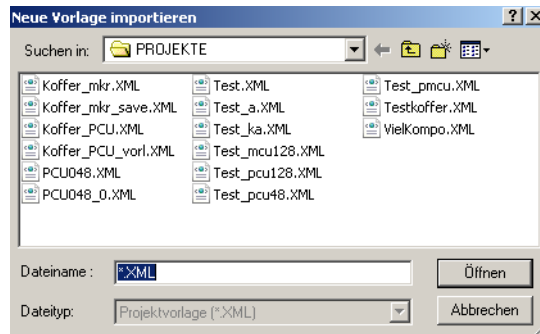 Neue Vorlage importieren
Suchen in: PROJEKTE
Koffer_mkr.XML
Koffer_mkr_save.XML
Koffer_PCU.XML
Koffer_PCU_vorl.XML
PCU048.XML
PCU048_0.XML
Test.XML
Test_a.XML
Test_ka.XML
Test_mcu128.XML
Test_pcu128.XML
Test_pcu48.XML
Test_pmcu.XML
Testkoffer.XML
VielKompo.XML
Dateiname : *.XML Öffnen
Dateityp: Projektvorlage (*.XML) Abbrechen